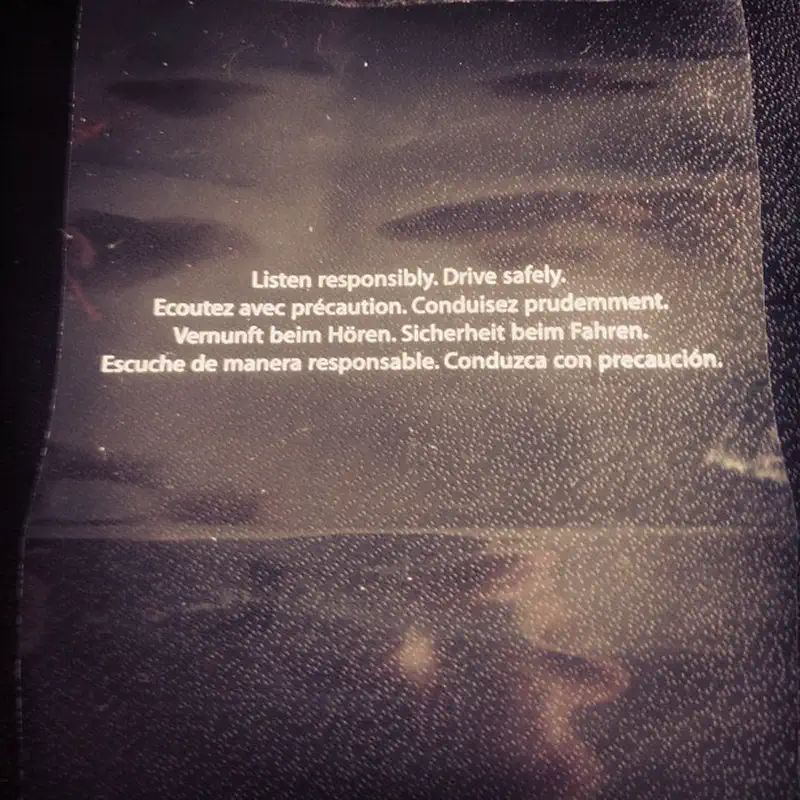 Listen responsibly. Drive safely.
Ecoutez avec précaution. Conduisez prudemment.
Vernunft beim Hören. Sicherheit beim Fahren.
Escuche de manera responsable. Conduzca con precaución.